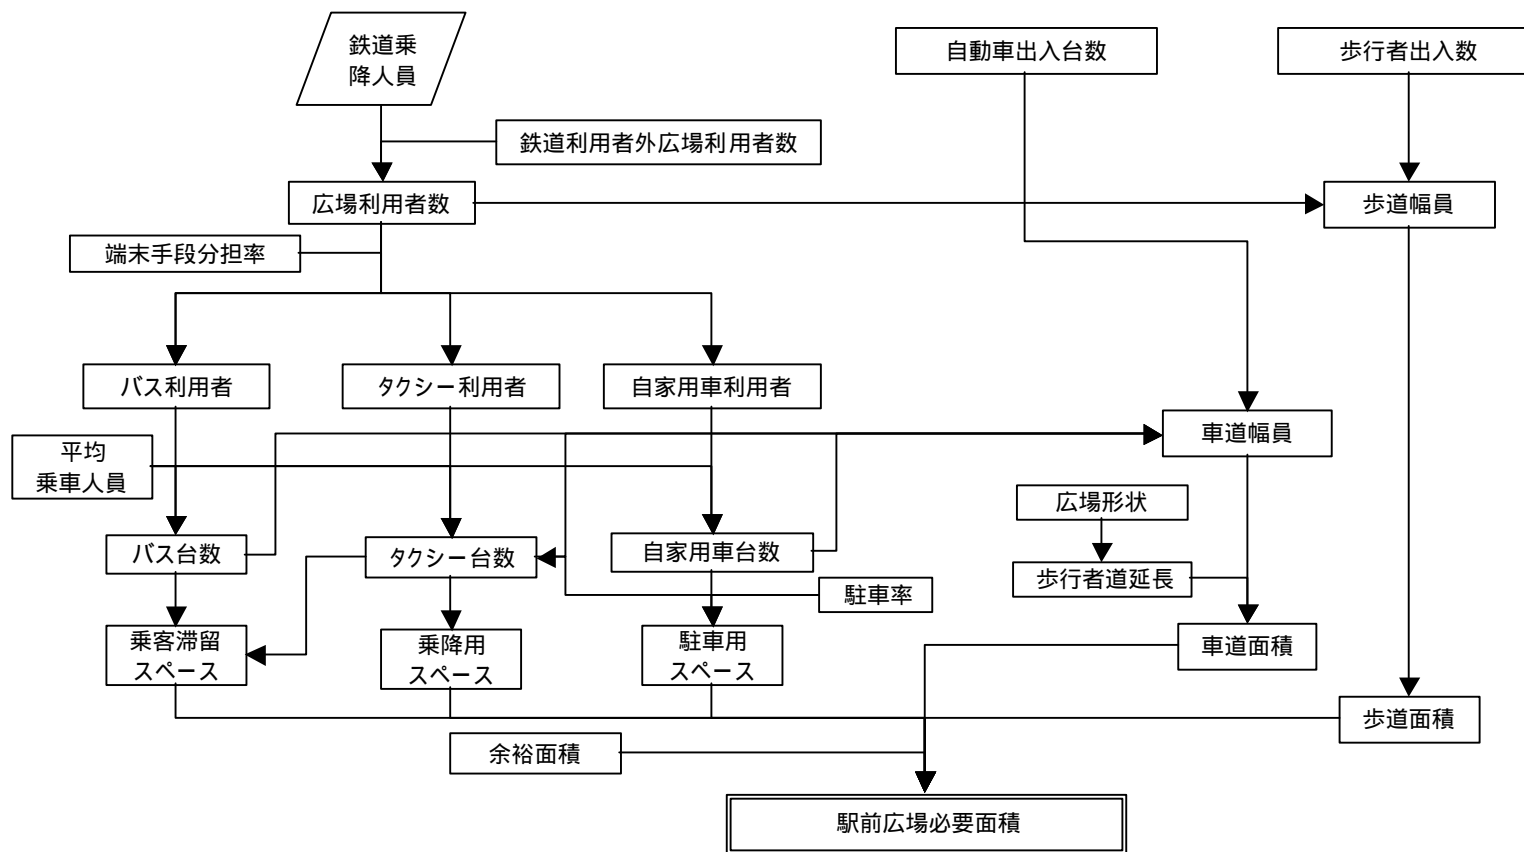 鉄道乗
降人員
自動車出入台数
歩行者出入数
鉄道利用者外広場利用者数
広場利用者数
歩道幅員
端末手段分担率
バス利用者
タクシー利用者
自家用車利用者
車道幅員
平均
乗車人員
広場形状
バス台数
タクシー台数
自家用車台数
歩行者道延長
駐車率
乗客滞留
スペース
乗降用
スペース
駐車用
スペース
車道面積
歩道面積
余裕面積
駅前広場必要面積